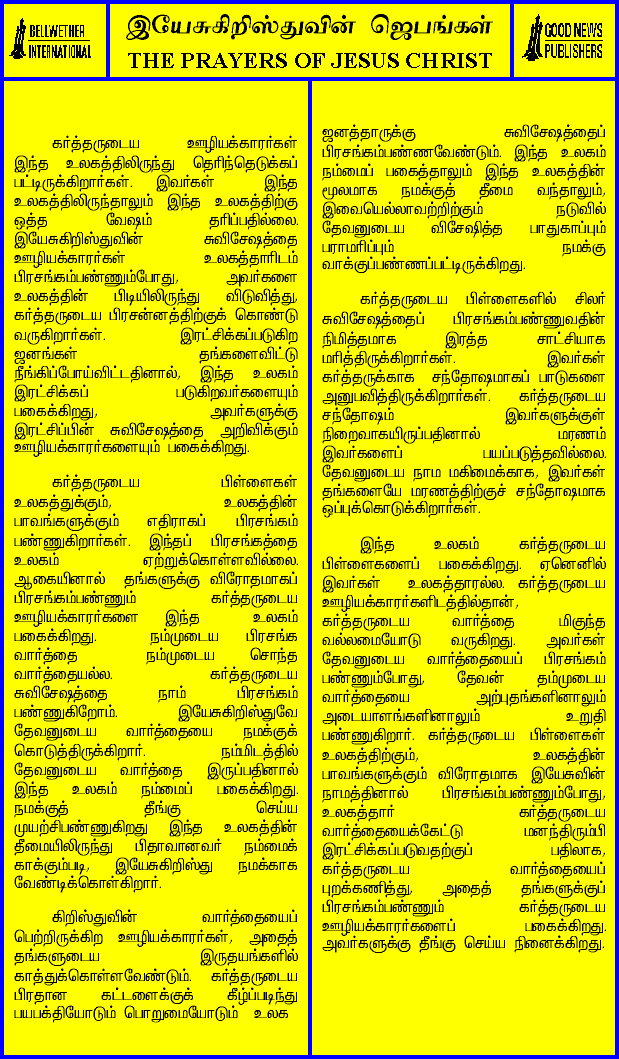 BELLWETHER
INTERNATIONAL
இயேசுகிறிஸ்துவின் ஜெபங்கள்
THE PRAYERS OF JESUS CHRIST
GOOD NEWS
PUBLISHERS
கர்த்தருடைய ஊழியக்காரர்கள்
இந்த உலகத்திலிருந்து தெரிந்தெடுக்கப்
பட்டிருக்கிறார்கள். இவர்கள் இந்த
உலகத்திலிருந்தாலும் இந்த உலகத்திற்கு
ஒத்த வேஷம் தரிப்பதில்லை.
இயேசுகிறிஸ்துவின் சுவிசேஷத்தை
ஊழியக்காரர்கள் உலகத்தாரிடம்
பிரசங்கம்பண்ணும்போது, அவர்களை
உலகத்தின் பிடியிலிருந்து விடுவித்து,
கர்த்தருடைய பிரசன்னத்திற்குக் கொண்டு
வருகிறார்கள். இரட்சிக்கப்படுகிற
ஜனங்கள் தங்களைவிட்டு
நீங்கிப்போய்விட்டதினால், இந்த உலகம்
இரட்சிக்கப் படுகிறவர்களையும்
பகைக்கிறது, அவர்களுக்கு
இரட்சிப்பின் சுவிசேஷத்தை அறிவிக்கும்
ஊழியக்காரர்களையும் பகைக்கிறது.
கர்த்தருடைய பிள்ளைகள்
உலகத்துக்கும், உலகத்தின்
பாவங்களுக்கும் எதிராகப் பிரசங்கம்
பண்ணுகிறார்கள். இந்தப் பிரசங்கத்தை
உலகம் ஏற்றுக்கொள்ளவில்லை.
ஆகையினால் தங்களுக்கு விரோதமாகப்
பிரசங்கம்பண்ணும் கர்த்தருடைய
ஊழியக்காரர்களை இந்த உலகம்
பகைக்கிறது. நம்முடைய பிரசங்க
வார்த்தை நம்முடைய சொந்த
வார்த்தையல்ல. கர்த்தருடைய
சுவிசேஷத்தை நாம் பிரசங்கம்
பண்ணுகிறோம். இயேசுகிறிஸ்துவே
தேவனுடைய வார்த்தையை நமக்குக்
கொடுத்திருக்கிறார். நம்மிடத்தில்
தேவனுடைய வார்த்தை இருப்பதினால்
இந்த உலகம் நம்மைப் பகைக்கிறது.
நமக்குத் தீங்கு செய்ய
முயற்சிபண்ணுகிறது இந்த உலகத்தின்
தீமையிலிருந்து பிதாவானவர் நம்மைக்
காக்கும்படி, இயேசுகிறிஸ்து நமக்காக
வேண்டிக்கொள்கிறார்.
கிறிஸ்துவின் வார்த்தையைப்
பெற்றிருக்கிற ஊழியக்காரர்கள், அதைத்
தங்களுடைய இருதயங்களில்
காத்துக்கொள்ளவேண்டும். கர்த்தருடைய
பிரதான கட்டளைக்குக் கீழ்ப்படிந்து
பயபக்தியோடும் பொறுமையோடும் உலக
ஜனத்தாருக்கு சுவிசேஷத்தைப்
பிரசங்கம்பண்ணவேண்டும். இந்த உலகம்
நம்மைப் பகைத்தாலும் இந்த உலகத்தின்
மூலமாக நமக்குத் தீமை வந்தாலும்,
இவையெல்லாவற்றிற்கும் நடுவில்
தேவனுடைய விசேஷித்த பாதுகாப்பும்
பராமரிப்பும் நமக்கு
வாக்குப்பண்ணப்பட்டிருக்கிறது.
கர்த்தருடைய பிள்ளைகளில் சிலர்
சுவிசேஷத்தைப் பிரசங்கம்பண்ணுவதின்
நிமித்தமாக இரத்த சாட்சியாக
மரித்திருக்கிறார்கள். இவர்கள்
கர்த்தருக்காக சந்தோஷமாகப் பாடுகளை
அனுபவித்திருக்கிறார்கள். கர்த்தருடைய
சந்தோஷம் இவர்களுக்குள்
நிறைவாகயிருப்பதினால் மரணம்
இவர்களைப் பயப்படுத்தவில்லை.
தேவனுடைய நாம மகிமைக்காக, இவர்கள்
தங்களையே மரணத்திற்குச் சந்தோஷமாக
ஒப்புக்கொடுக்கிறார்கள்.
இந்த உலகம் கர்த்தருடைய
பிள்ளைகளைப் பகைக்கிறது. ஏனெனில்
இவர்கள் உலகத்தாரல்ல. கர்த்தருடைய
ஊழியக்காரர்களிடத்தில்தான்,
கர்த்தருடைய வார்த்தை மிகுந்த
வல்லமையோடு வருகிறது. அவர்கள்
தேவனுடைய வார்த்தையைப் பிரசங்கம்
பண்ணும்போது, தேவன் தம்முடைய
வார்த்தையை அற்புதங்களினாலும்
அடையாளங்களினாலும் உறுதி
பண்ணுகிறார். கர்த்தருடைய பிள்ளைகள்
உலகத்திற்கும், உலகத்தின்
பாவங்களுக்கும் விரோதமாக இயேசுவின்
நாமத்தினால் பிரசங்கம்பண்ணும்போது,
உலகத்தார் கர்த்தருடைய
வார்த்தையைக்கேட்டு மனந்திரும்பி
இரட்சிக்கப்படுவதற்குப் பதிலாக,
கர்த்தருடைய வார்த்தையைப்
புறக்கணித்து, அதைத் தங்களுக்குப்
பிரசங்கம்பண்ணும் கர்த்தருடைய
ஊழியக்காரர்களைப் பகைக்கிறது.
அவர்களுக்கு தீங்கு செய்ய நினைக்கிறது.